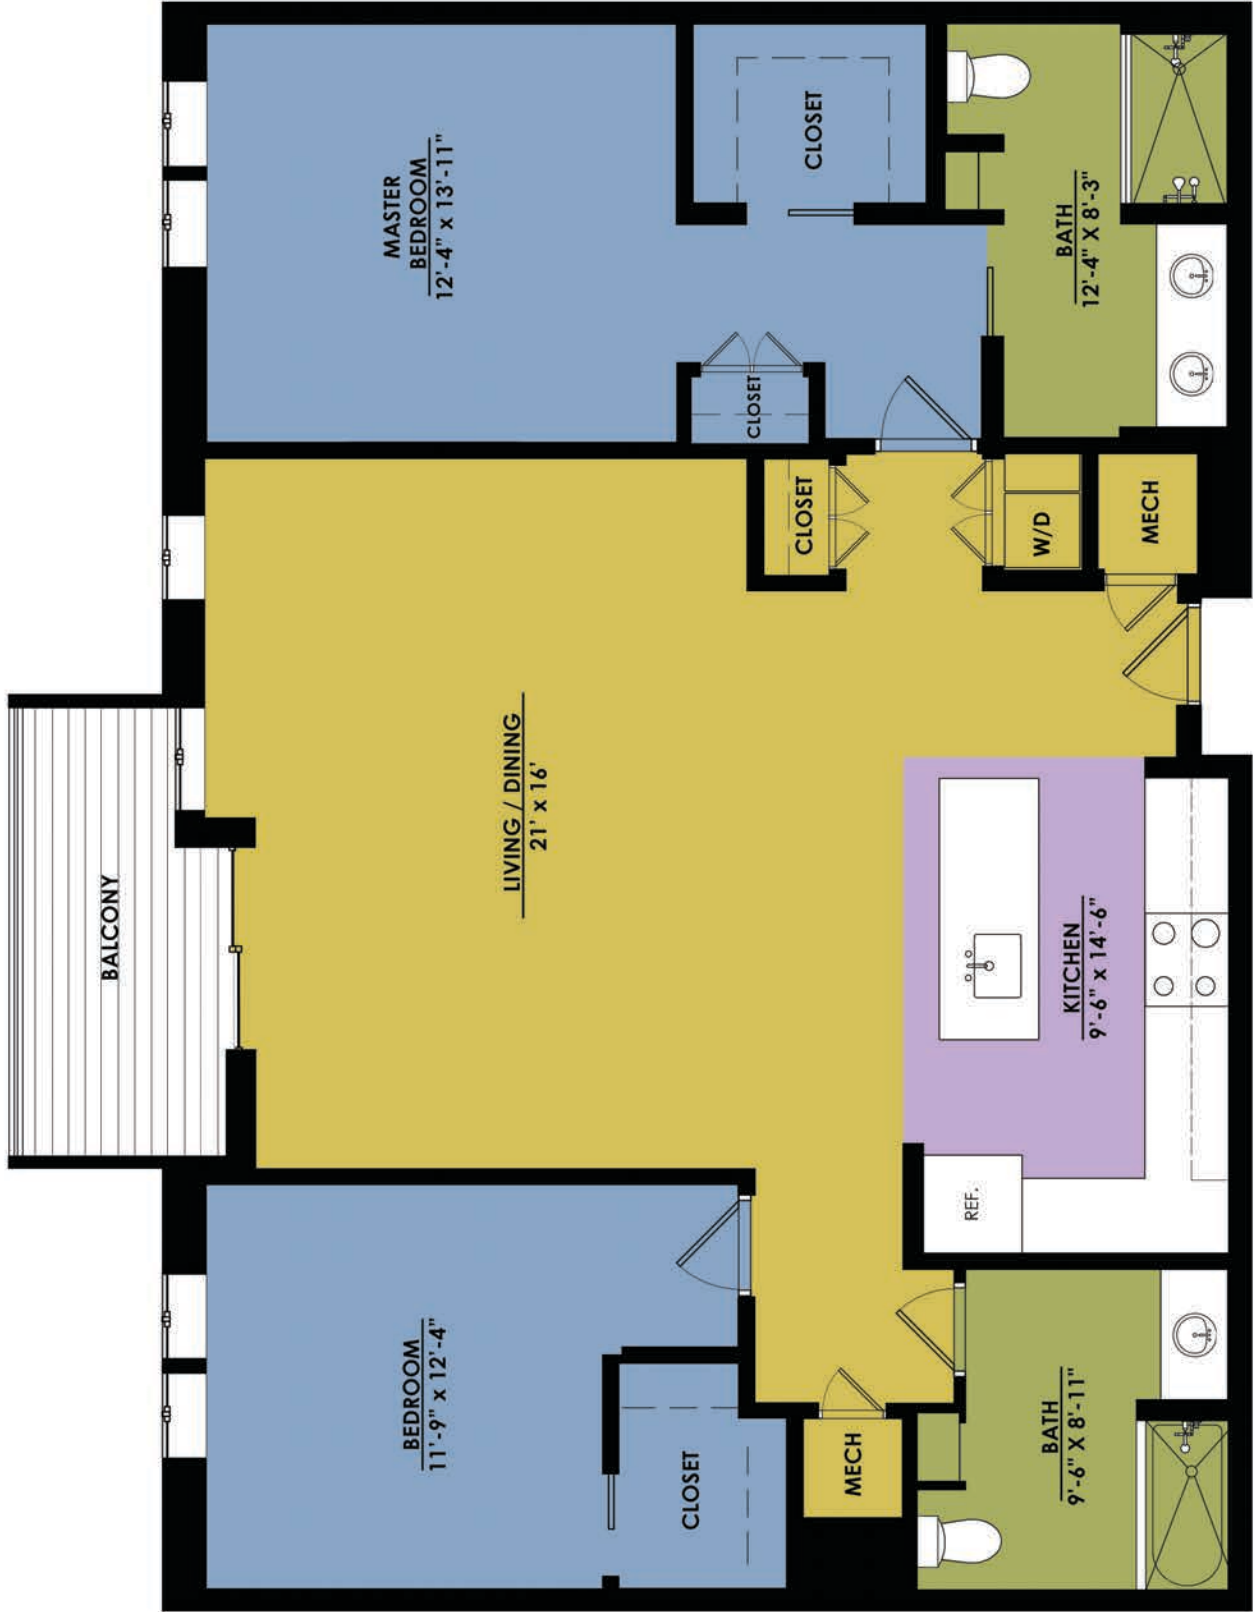 MASTER
BEDROOM
12'-4" x 13'-11"
CLOSET
BATH
12'-4" X 8'-3"
CLOSET
CLOSET
W/D
MECH
LIVING / DINING
21' x 16'
BALCONY
KITCHEN
9'-6" x 14'-6"
REF.
BEDROOM
11'-9" x 12'-4"
CLOSET
MECH
BATH
9'-6" X 8'-11"